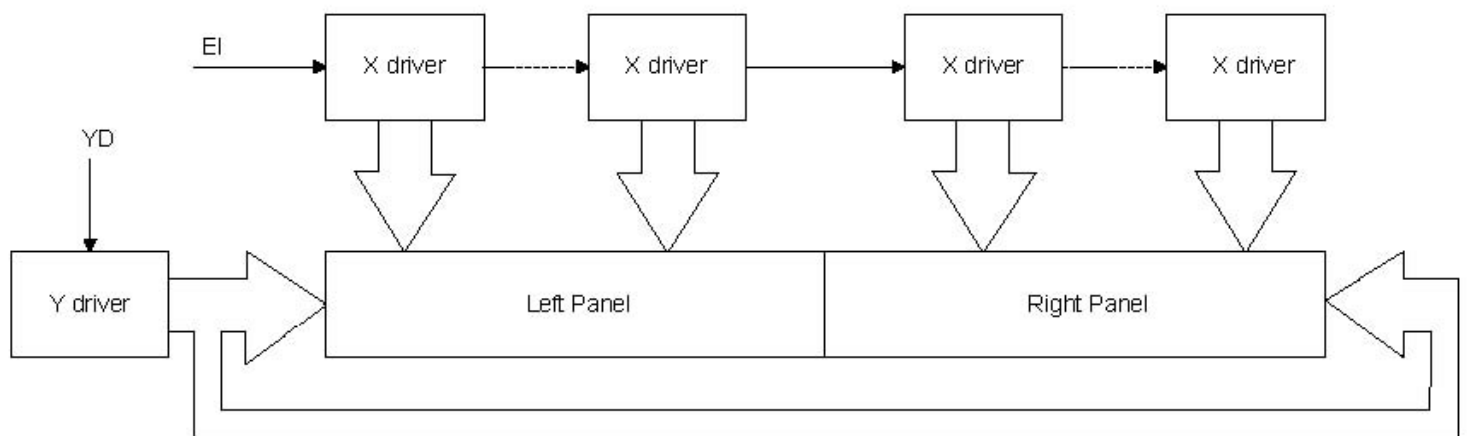 EI
X driver
X driver
X driver
X driver
YD
Y driver
Left Panel
Right Panel